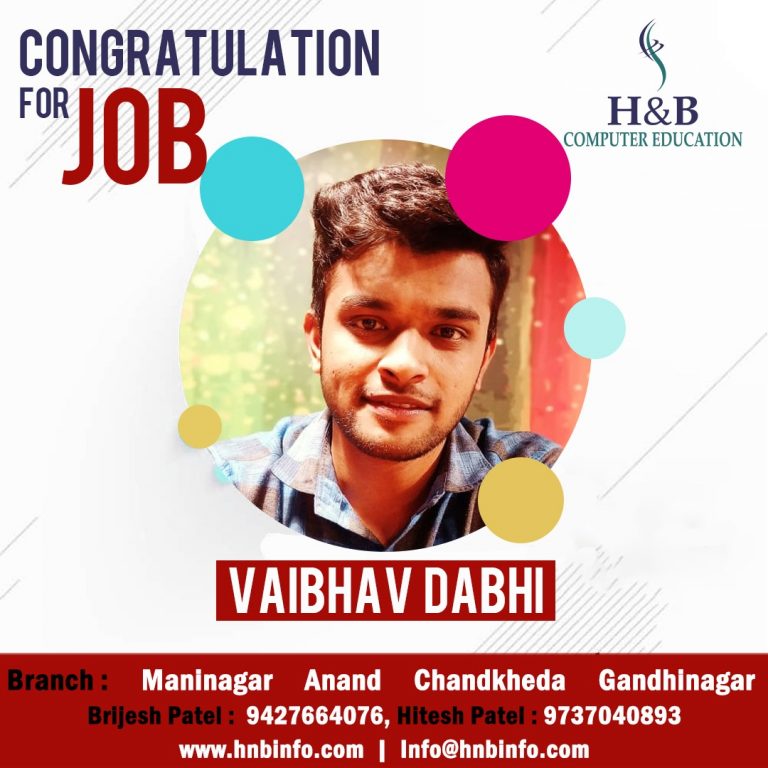 CONGRATULATION
FOR JOB
H&B
COMPUTER EDUCATION
VAIBHAV DABHI
Branch : Maninagar Anand Chandkheda Gandhinagar
Brijesh Patel : 9427664076, Hitesh Patel : 9737040893
www.hnbinfo.com | Info@hnbinfo.com